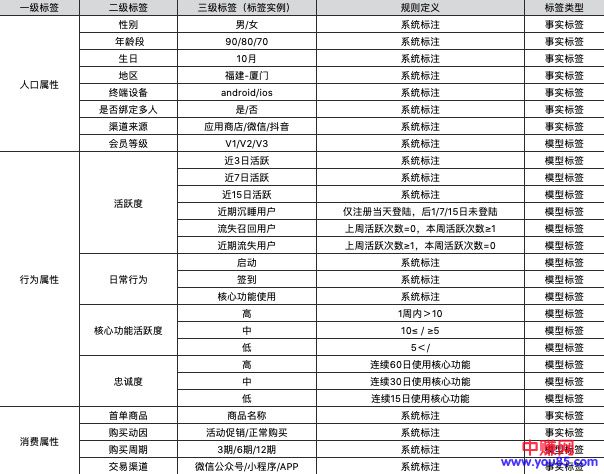 一级标签 二级标签 三级标签（标签实例） 规则定义 标签类型
人口属性 性别 男/女 系统标注 事实标签
年龄段 90/80/70 系统标注 事实标签
生日 10月 系统标注 事实标签
地区 福建-厦门 系统标注 事实标签
终端设备 android/ios 系统标注 事实标签
是否绑定多人 是/否 系统标注 事实标签
渠道来源 应用商店/微信/抖音 系统标注 事实标签
会员等级 V1/V2/V3 系统标注 模型标签
行为属性 活跃度 近3日活跃 系统标注 模型标签
近7日活跃 系统标注 模型标签
近15日活跃 系统标注 模型标签
近期沉睡用户 仅注册当天登陆，后1/7/15日未登陆 模型标签
流失召回用户 上周活跃次数=0，本周活跃次数≥1 模型标签
近期流失用户 上周活跃次数≥1，本周活跃次数=0 模型标签
日常行为 启动 系统标注 模型标签
签到 系统标注 模型标签
核心功能使用 系统标注 模型标签
核心功能活跃度 高 1周内＞10 模型标签
中 10≤ / ≥5 模型标签
低 5＜/ 模型标签
忠诚度 高 连续60日使用核心功能 模型标签
中 连续30日使用核心功能 模型标签
低 连续15日使用核心功能 模型标签
消费属性 首单商品 商品名称 系统标注 事实标签
购买动因 活动促销/正常购买 系统标注 事实标签
购买周期 3期/6期/12期 系统标注 模型标签
交易渠道 微信公众号/小程序/APP 系统标注 事实标签
中赚网
www.you85.com